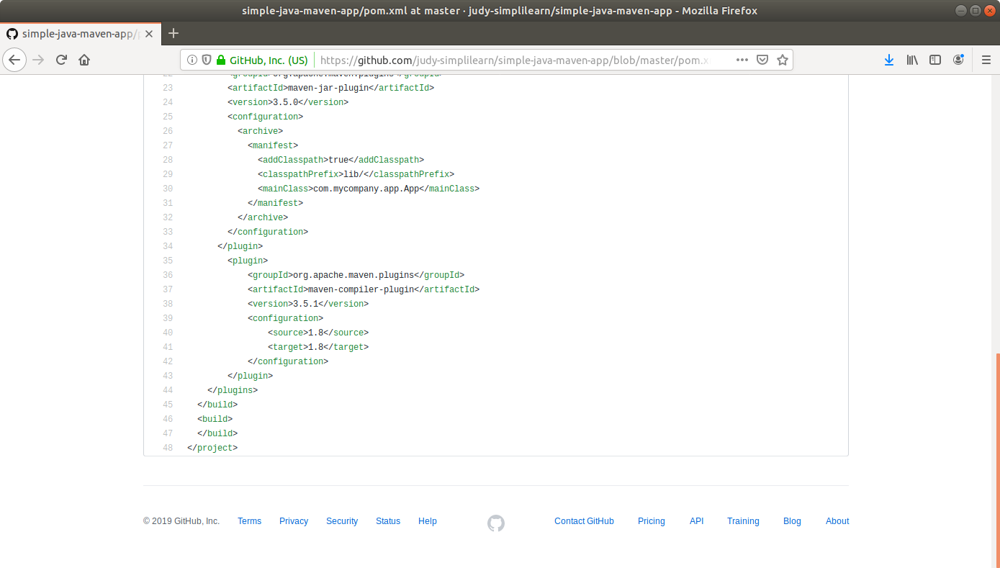 simple-java-maven-app/pom.xml at master · judy-simplilearn/simple-java-maven-app - Mozilla Firefox
simple-java-maven-app/p
GitHub, Inc. (US) https://github.com/judy-simplilearn/simple-java-maven-app/blob/master/pom.x
22 <groupId>org.apache.maven.plugins</groupId>
23 <artifactId>maven-jar-plugin</artifactId>
24 <version>3.5.0</version>
25 <configuration>
26 <archive>
27 <manifest>
28 <addClasspath>true</addClasspath>
29 <classpathPrefix>lib/</classpathPrefix>
30 <mainClass>com.mycompany.app.App</mainClass>
31 </manifest>
32 </archive>
33 </configuration>
34 </plugin>
35 <plugin>
36 <groupId>org.apache.maven.plugins</groupId>
37 <artifactId>maven-compiler-plugin</artifactId>
38 <version>3.5.1</version>
39 <configuration>
40 <source>1.8</source>
41 <target>1.8</target>
42 </configuration>
43 </plugin>
44 </plugins>
45 </build>
46 <build>
47 </build>
48 </project>
© 2019 GitHub, Inc. Terms Privacy Security Status Help Contact GitHub Pricing API Training Blog About